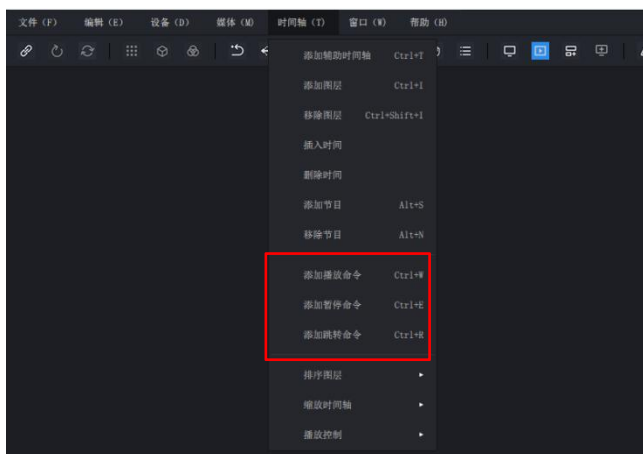 文件 (F) 编辑 (E) 设备 (D) 媒体 (M) 时间轴 (T) 窗口 (W) 帮助 (H)
添加辅助时间轴 Ctrl+T
添加图层 Ctrl+I
移除图层 Ctrl+Shift+I
插入时间
删除时间
添加节目 Alt+S
移除节目 Alt+N
添加播放命令 Ctrl+W
添加暂停命令 Ctrl+E
添加跳转命令 Ctrl+R
排序图层
缩放时间轴
播放控制